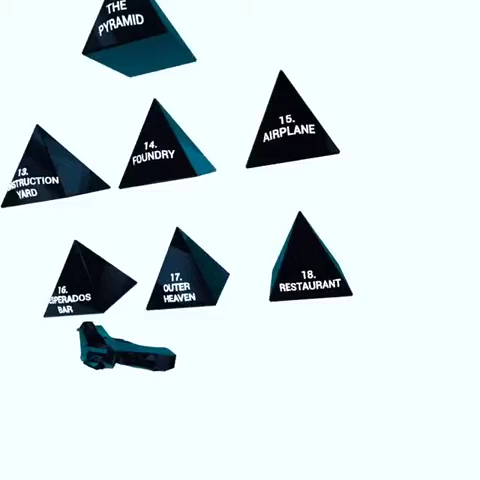 THE
PYRAMID
13.
YARD
14.
FOUNDRY
15.
AIRPLANE
16.
BAR
17.
OUTER
HEAVEN
18.
RESTAURANT